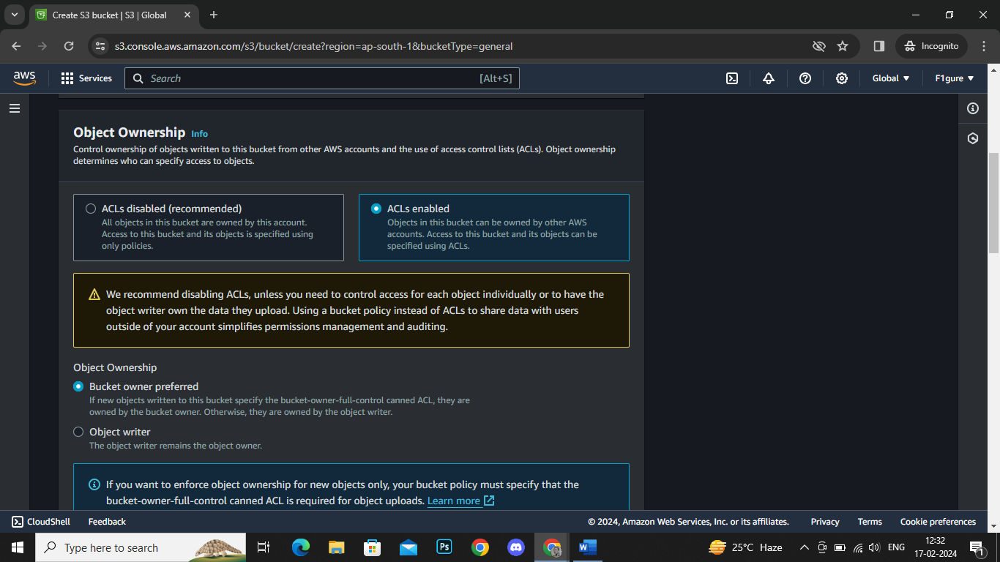 Create S3 bucket | S3 | Global
s3.console.aws.amazon.com/s3/bucket/create?region=ap-south-1&bucketType=general
Incognito
aws
Services
Search
[Alt+S]
Global
F1gure
Object Ownership Info
Control ownership of objects written to this bucket from other AWS accounts and the use of access control lists (ACLs). Object ownership
determines who can specify access to objects.
ACLs disabled (recommended)
All objects in this bucket are owned by this account.
Access to this bucket and its objects is specified using
only policies.
ACLs enabled
Objects in this bucket can be owned by other AWS
accounts. Access to this bucket and its objects can be
specified using ACLs.
We recommend disabling ACLs, unless you need to control access for each object individually or to have the
object writer own the data they upload. Using a bucket policy instead of ACLs to share data with users
outside of your account simplifies permissions management and auditing.
Object Ownership
Bucket owner preferred
If new objects written to this bucket specify the bucket-owner-full-control canned ACL, they are
owned by the bucket owner. Otherwise, they are owned by the object writer.
Object writer
The object writer remains the object owner.
If you want to enforce object ownership for new objects only, your bucket policy must specify that the
bucket-owner-full-control canned ACL is required for object uploads. Learn more
CloudShell
Feedback
© 2024, Amazon Web Services, Inc. or its affiliates.
Privacy
Terms
Cookie preferences
Type here to search
Ps
W
25°C Haze
ENG
12:32
17-02-2024
1